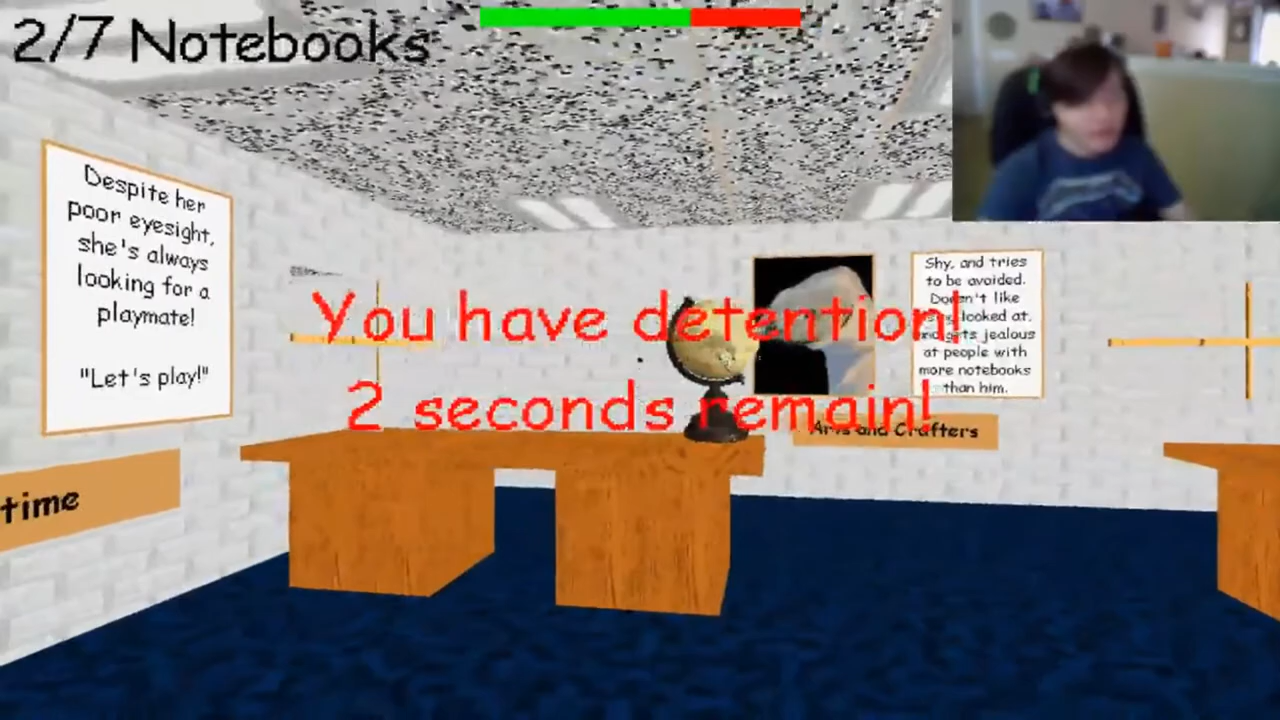 2/7 Notebooks
Despite her
poor eyesight,
she's always
looking for a
playmate!
"Let's play!"
time
You have detention!
2 seconds remain!
Shy, and tries
to be avoided.
Doesn't like
looked at.
gets jealous
at people with
more notebooks
than him.
Arts and Crafters